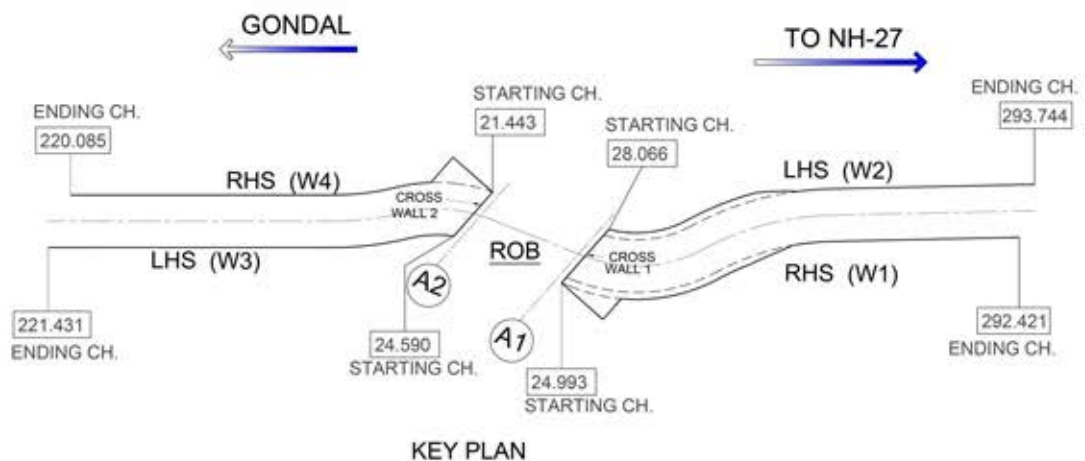 GONDAL
TO NH-27
ENDING CH.
220.085
STARTING CH.
21.443
STARTING CH.
28.066
ENDING CH.
293.744
RHS (W4)
LHS (W2)
CROSS
WALL 2
LHS (W3)
ROB
CROSS
WALL 1
RHS (W1)
A2
A1
221.431
ENDING CH.
24.590
STARTING CH.
24.993
STARTING CH.
292.421
ENDING CH.
KEY PLAN